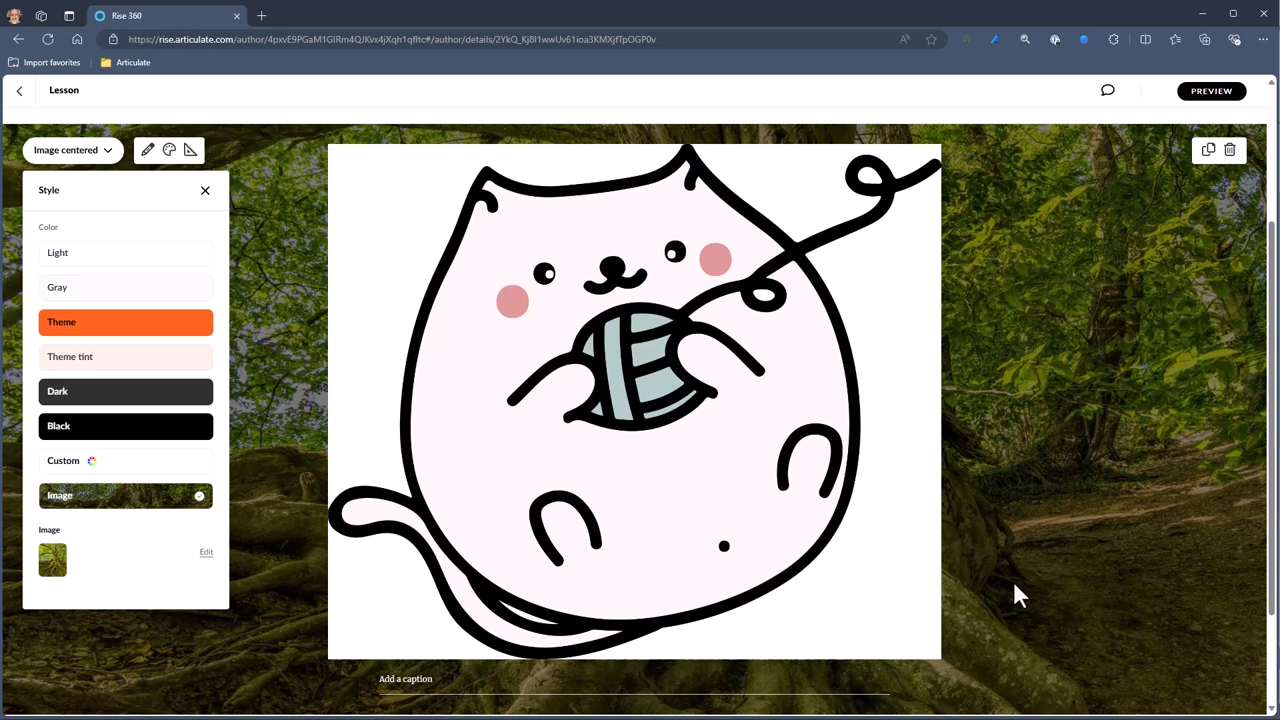 Rise 360
https://rise.articulate.com/author/4pxvE9PGaM1GIRm4QJKvx4jXqh1qfltc#/author/details/2YkQ_Kj8I1wwUv61ioa3KMXjfTpOGP0v
Import favorites
Articulate
Lesson
PREVIEW
Image centered
Style
Color
Light
Gray
Theme
Theme tint
Dark
Black
Custom
Image
Image
Edit
Add a caption